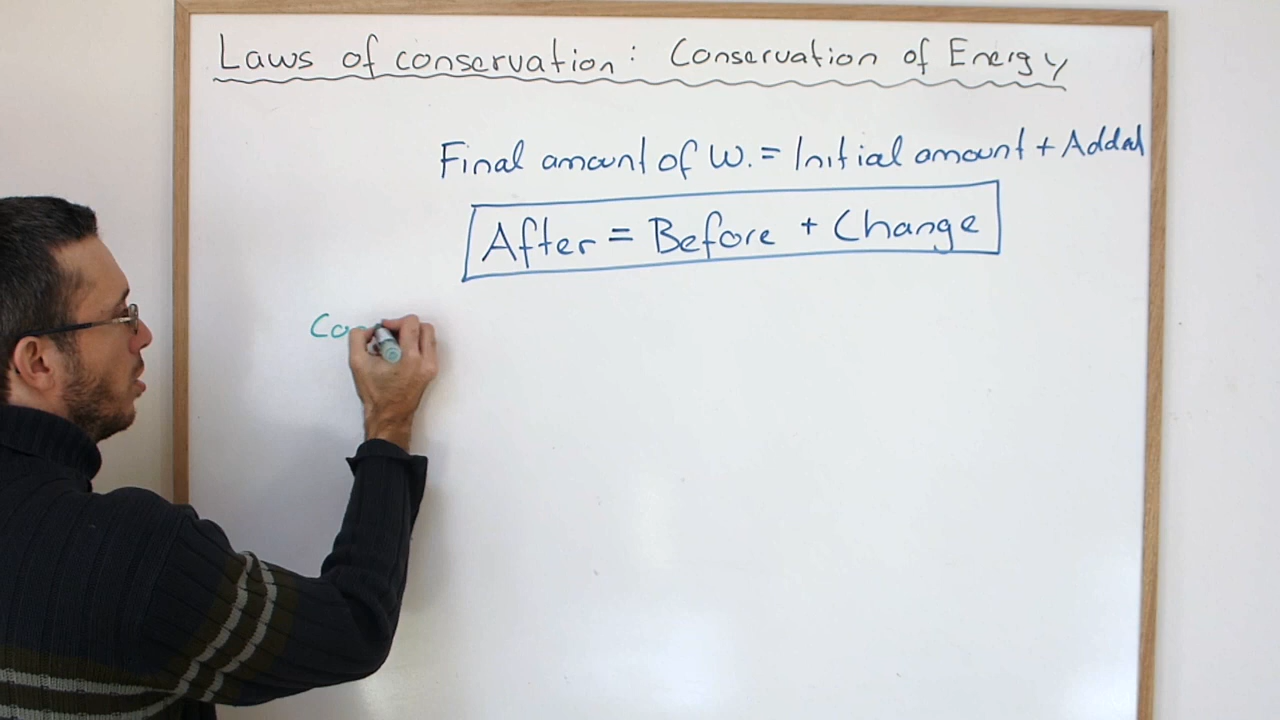 Laws of conservation: Conservation of Energy
Final amount of W. = Initial amount + Added
After = Before + Change